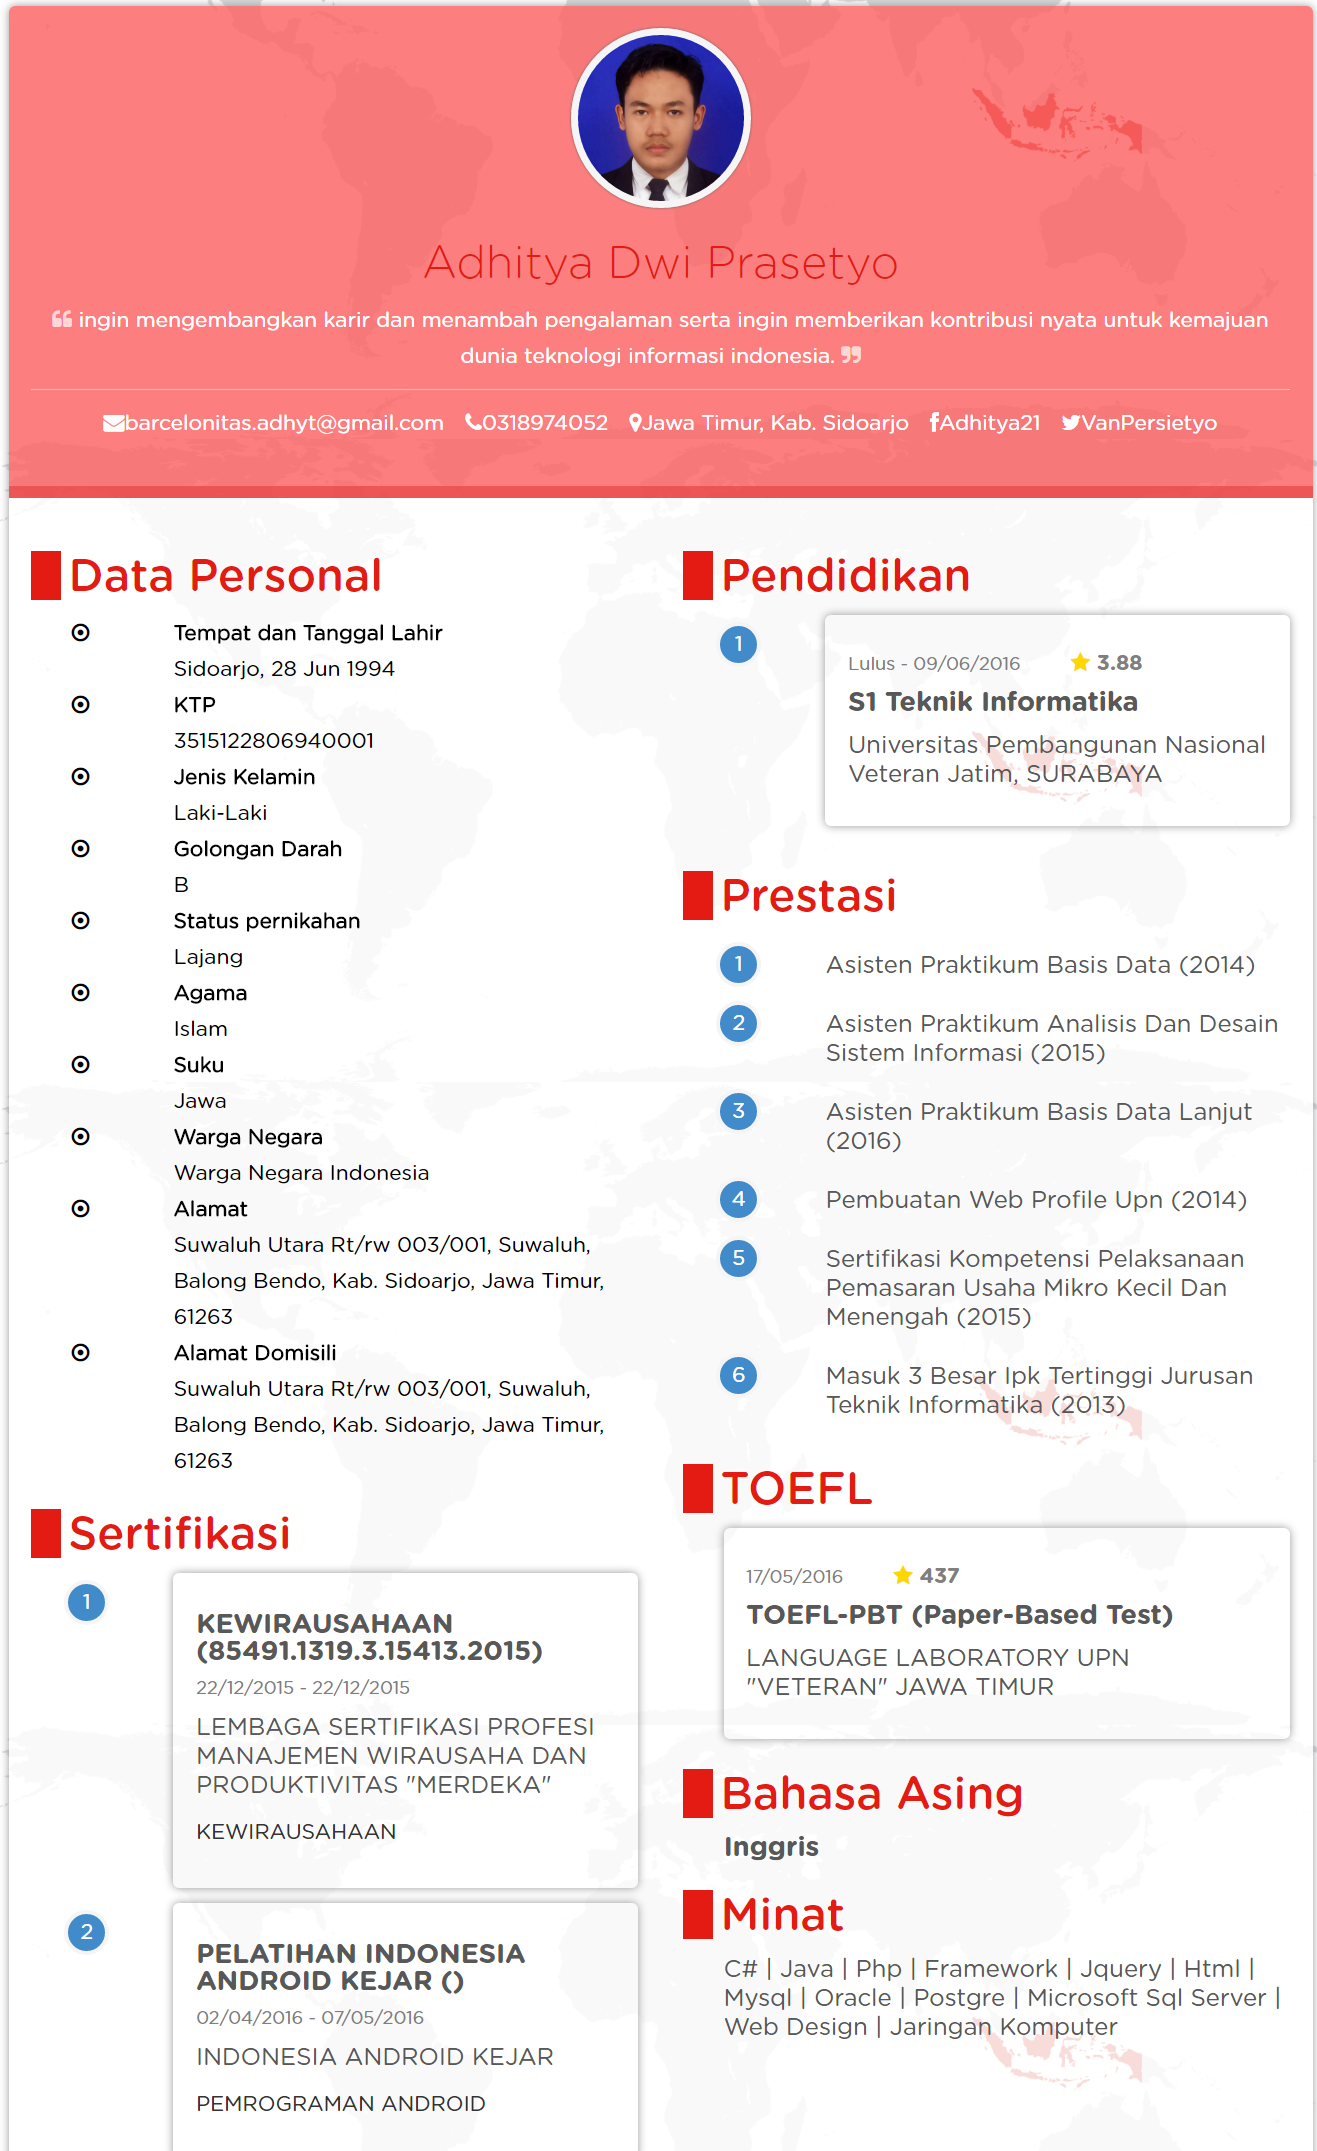 Adhitya Dwi Prasetyo
ingin mengembangkan karir dan menambah pengalaman serta ingin memberikan kontribusi nyata untuk kemajuan
dunia teknologi informasi indonesia.
barcelonitas.adhyt@gmail.com 0318974052 Jawa Timur, Kab. Sidoarjo Adhitya21 VanPersietyo
Data Personal
Tempat dan Tanggal Lahir
Sidoarjo, 28 Jun 1994
KTP
3515122806940001
Jenis Kelamin
Laki-Laki
Golongan Darah
B
Status pernikahan
Lajang
Agama
Islam
Suku
Jawa
Warga Negara
Warga Negara Indonesia
Alamat
Suwaluh Utara Rt/rw 003/001, Suwaluh,
Balong Bendo, Kab. Sidoarjo, Jawa Timur,
61263
Alamat Domisili
Suwaluh Utara Rt/rw 003/001, Suwaluh,
Balong Bendo, Kab. Sidoarjo, Jawa Timur,
61263
Sertifikasi
1
KEWIRAUSAHAAN
(85491.1319.3.15413.2015)
22/12/2015 - 22/12/2015
LEMBAGA SERTIFIKASI PROFESI
MANAJEMEN WIRAUSAHA DAN
PRODUKTIVITAS "MERDEKA"
KEWIRAUSAHAAN
2
PELATIHAN INDONESIA
ANDROID KEJAR ()
02/04/2016 - 07/05/2016
INDONESIA ANDROID KEJAR
PEMROGRAMAN ANDROID
Pendidikan
1
Lulus - 09/06/2016 3.88
S1 Teknik Informatika
Universitas Pembangunan Nasional
Veteran Jatim, SURABAYA
Prestasi
1 Asisten Praktikum Basis Data (2014)
2 Asisten Praktikum Analisis Dan Desain
Sistem Informasi (2015)
3 Asisten Praktikum Basis Data Lanjut
(2016)
4 Pembuatan Web Profile Upn (2014)
5 Sertifikasi Kompetensi Pelaksanaan
Pemasaran Usaha Mikro Kecil Dan
Menengah (2015)
6 Masuk 3 Besar Ipk Tertinggi Jurusan
Teknik Informatika (2013)
TOEFL
17/05/2016 437
TOEFL-PBT (Paper-Based Test)
LANGUAGE LABORATORY UPN
"VETERAN" JAWA TIMUR
Bahasa Asing
Inggris
Minat
C# | Java | Php | Framework | Jquery | Html |
Mysql | Oracle | Postgre | Microsoft Sql Server |
Web Design | Jaringan Komputer